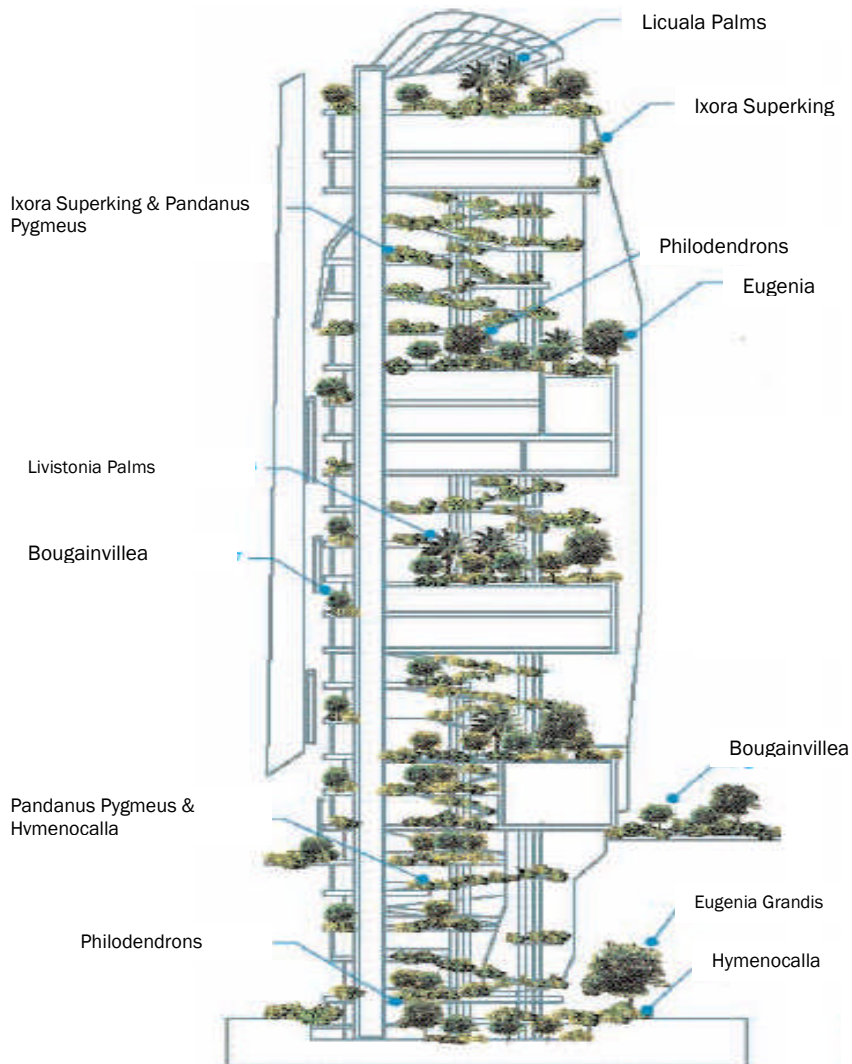 Licuala Palms
Ixora Superking
Ixora Superking & Pandanus
Pygmeus
Philodendrons
Eugenia
Livistonia Palms
Bougainvillea
Bougainvillea
Pandanus Pygmeus &
Hvmenocalla
Eugenia Grandis
Philodendrons
Hymenocalla